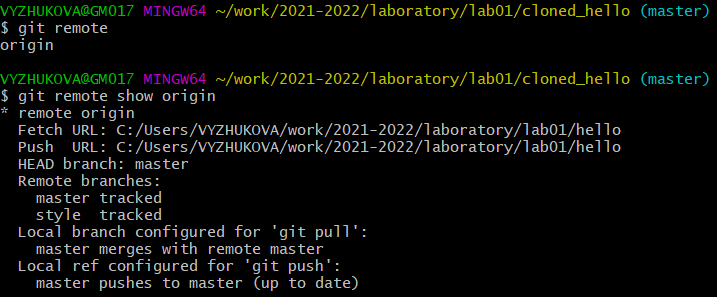 VYZHUKOVA@GM017 MINGW64 ~/work/2021-2022/laboratory/lab01/cloned_hello (master)
$ git remote
origin

VYZHUKOVA@GM017 MINGW64 ~/work/2021-2022/laboratory/lab01/cloned_hello (master)
$ git remote show origin
* remote origin
  Fetch URL: C:/Users/VYZHUKOVA/work/2021-2022/laboratory/lab01/hello
  Push  URL: C:/Users/VYZHUKOVA/work/2021-2022/laboratory/lab01/hello
  HEAD branch: master
  Remote branches:
    master tracked
    style  tracked
  Local branch configured for 'git pull':
    master merges with remote master
  Local ref configured for 'git push':
    master pushes to master (up to date)